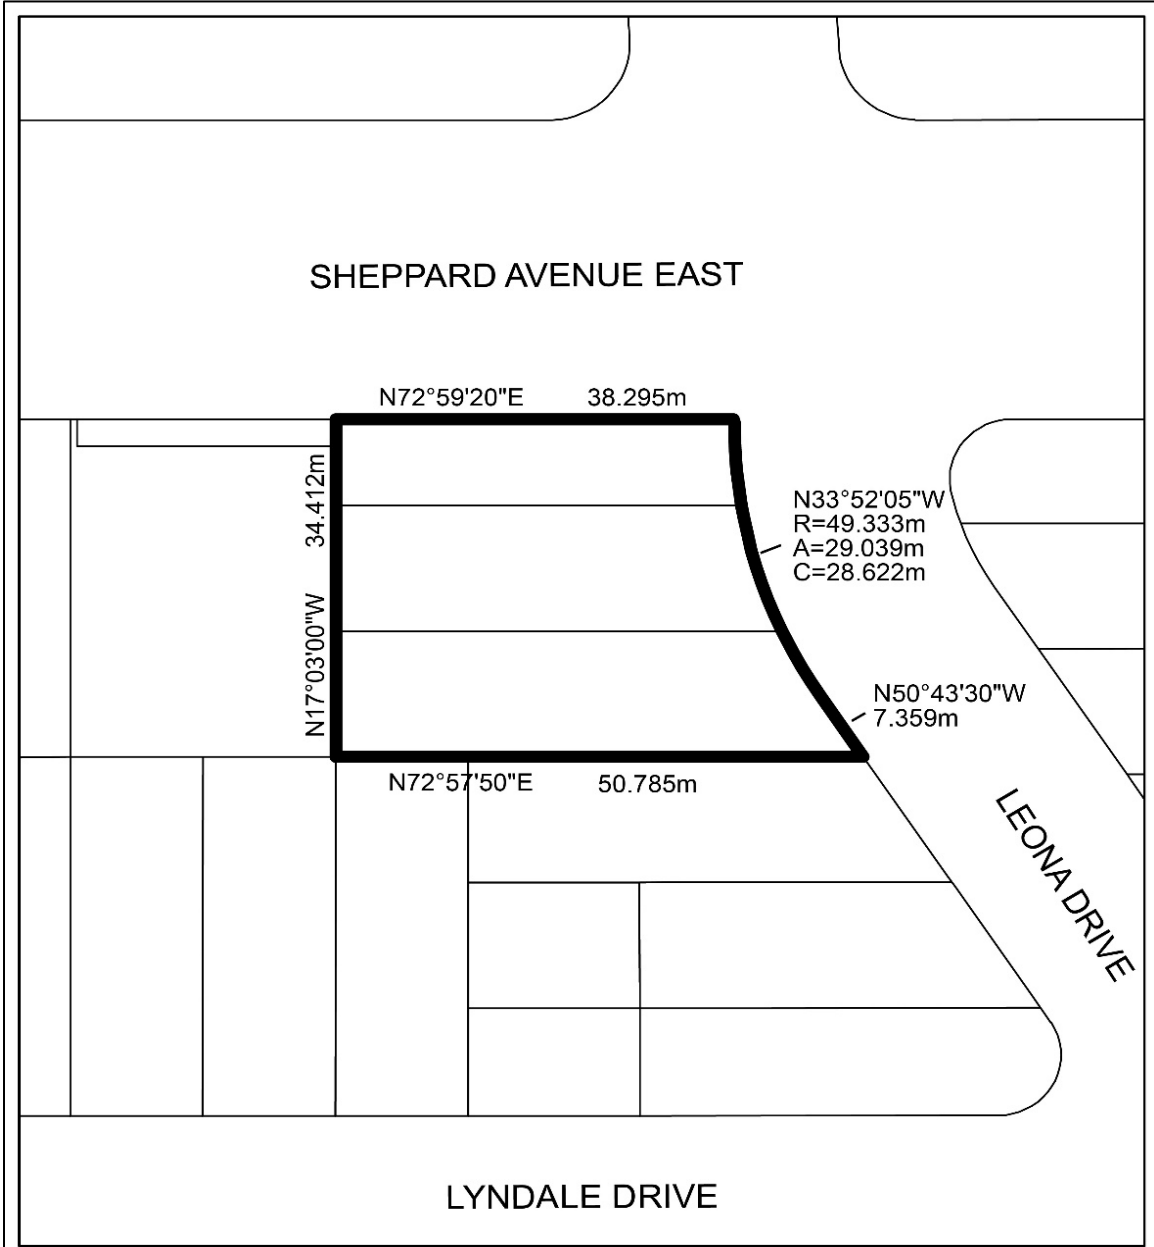 SHEPPARD AVENUE EAST
N72°59'20"E 38.295m
34.412m
N17°03'00"W
N33°52'05"W
R=49.333m
A=29.039m
C=28.622m
N50°43'30"W
7.359m
N72°57'50"E 50.785m
LEONA DRIVE
LYNDALE DRIVE